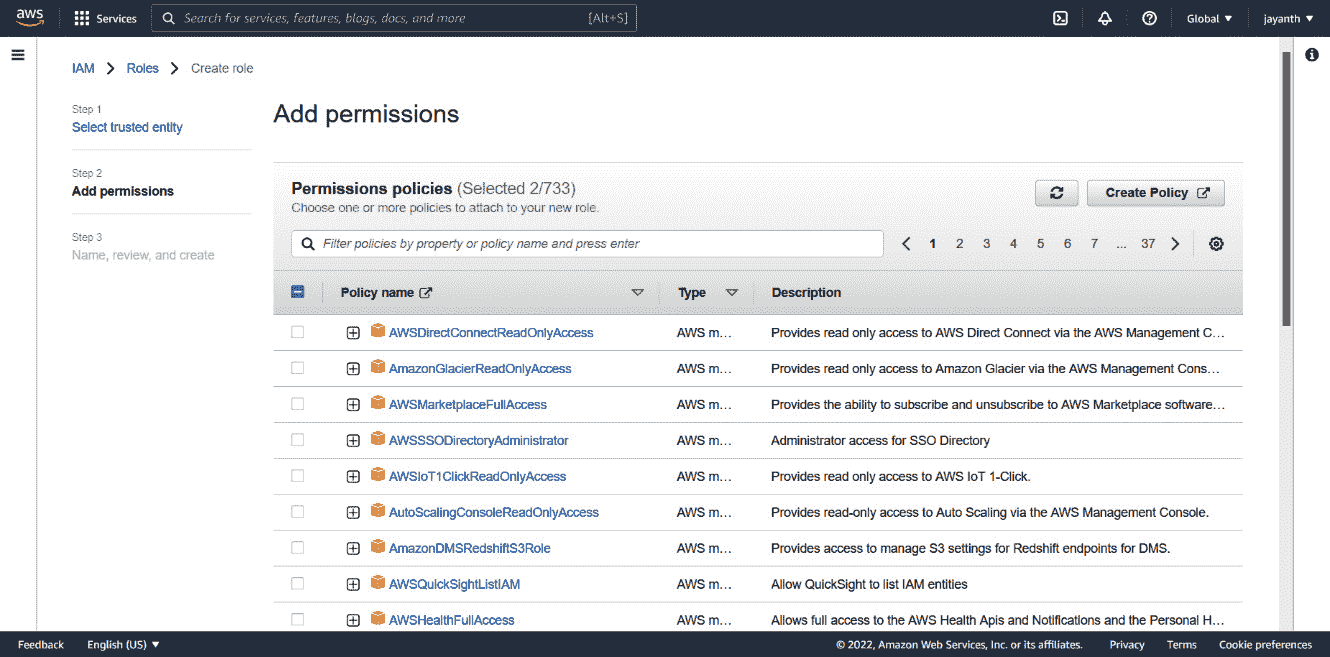 aws Services Search for services, features, blogs, docs, and more [Alt+S] Global ▼ jayanth ▼
IAM > Roles > Create role
Step 1
Select trusted entity
Step 2
Add permissions
Step 3
Name, review, and create
Add permissions
Permissions policies (Selected 2/733)
Choose one or more policies to attach to your new role.
Create Policy
Filter policies by property or policy name and press enter
< 1 2 3 4 5 6 7 ... 37 >
Policy name Type Description
AWSDirectConnectReadOnlyAccess AWS m... Provides read only access to AWS Direct Connect via the AWS Management C...
AmazonGlacierReadOnlyAccess AWS m... Provides read only access to Amazon Glacier via the AWS Management Cons...
AWSMarketplaceFullAccess AWS m... Provides the ability to subscribe and unsubscribe to AWS Marketplace software...
AWSSSODirectoryAdministrator AWS m... Administrator access for SSO Directory
AWSIoT1ClickReadOnlyAccess AWS m... Provides read only access to AWS IoT 1-Click.
AutoScalingConsoleReadOnlyAccess AWS m... Provides read-only access to Auto Scaling via the AWS Management Console.
AmazonDMSRedshiftS3Role AWS m... Provides access to manage S3 settings for Redshift endpoints for DMS.
AWSQuickSightListIAM AWS m... Allow QuickSight to list IAM entities
AWSHealthFullAccess AWS m... Allows full access to the AWS Health Apis and Notifications and the Personal H...
Feedback English (US) ▼ © 2022, Amazon Web Services, Inc. or its affiliates. Privacy Terms Cookie preferences